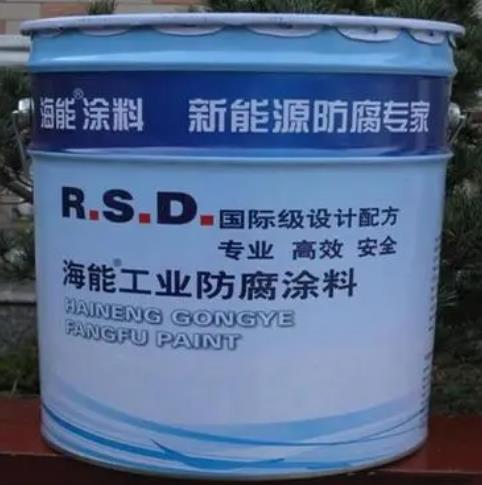 海能®涂料 新能源防腐专家
R.S.D.国际级设计配方
专业 高效 安全
海能®工业防腐涂料
HAINENG GONGYE
FANGFU PAINT